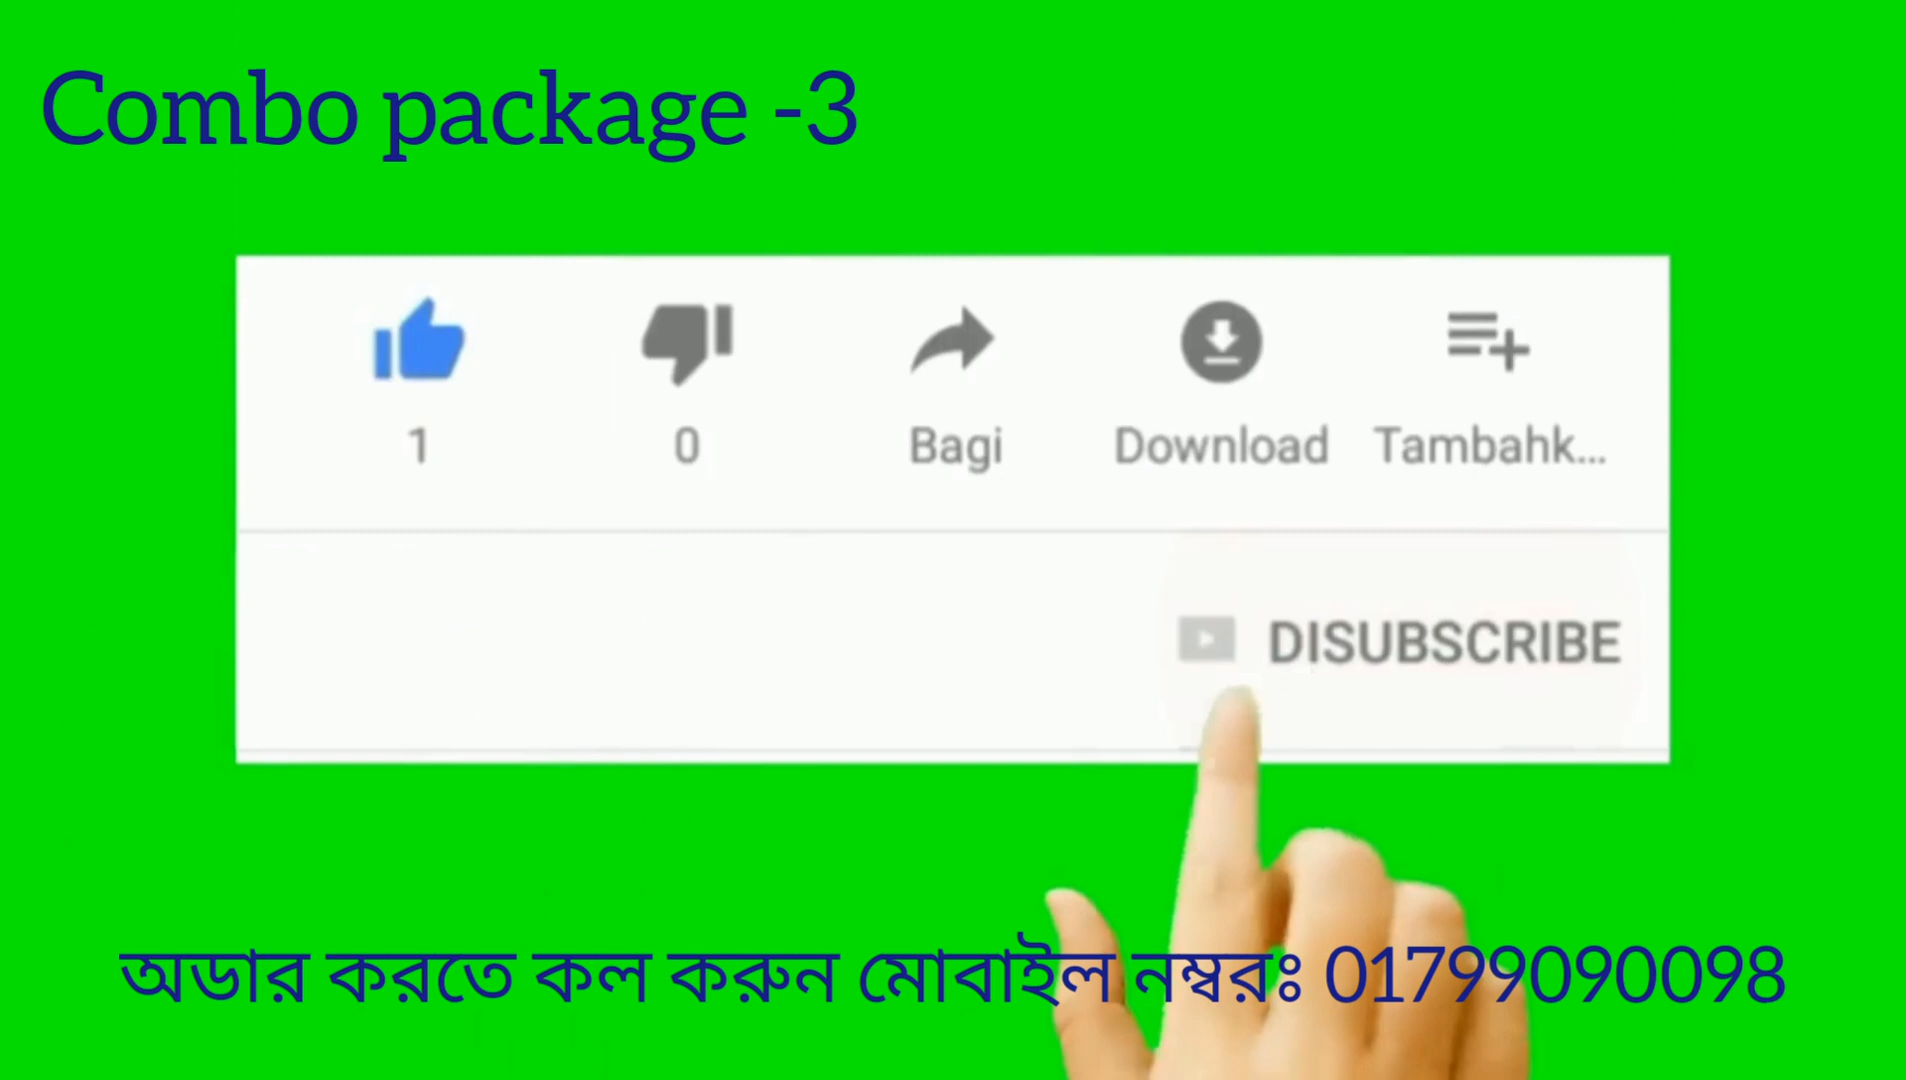 Combo package -3
1 0 Bagi Download Tambahk...
DISUBSCRIBE
অডার করতে কল করুন মোবাইল নম্বরঃ 01799090098